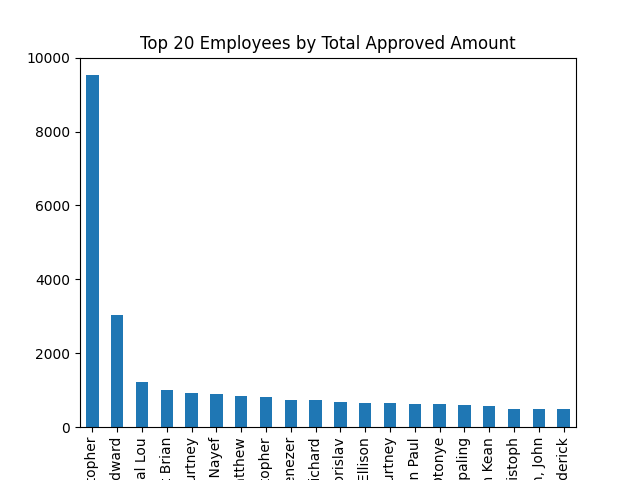 Top 20 Employees by Total Approved Amount
10000
8000
6000
4000
2000
0
topher
dward
al Lou
Brian
urtney
Nayef
atthew
topher
enezer
ichard
orislav
Ellison
urtney
n Paul
Otonye
paling
n Kean
istoph
n, John
derick